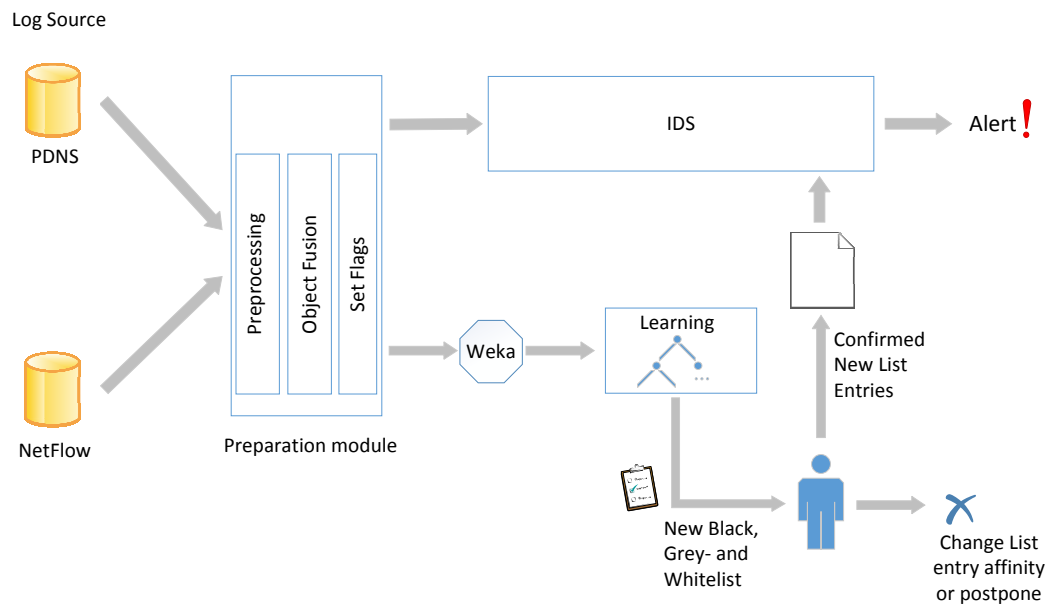 Log Source
PDNS
NetFlow
Preprocessing
Object Fusion
Set Flags
Preparation module
IDS
Alert!
Weka
Learning
...
Confirmed
New List
Entries
New Black,
Grey- and
Whitelist
Change List
entry affinity
or postpone